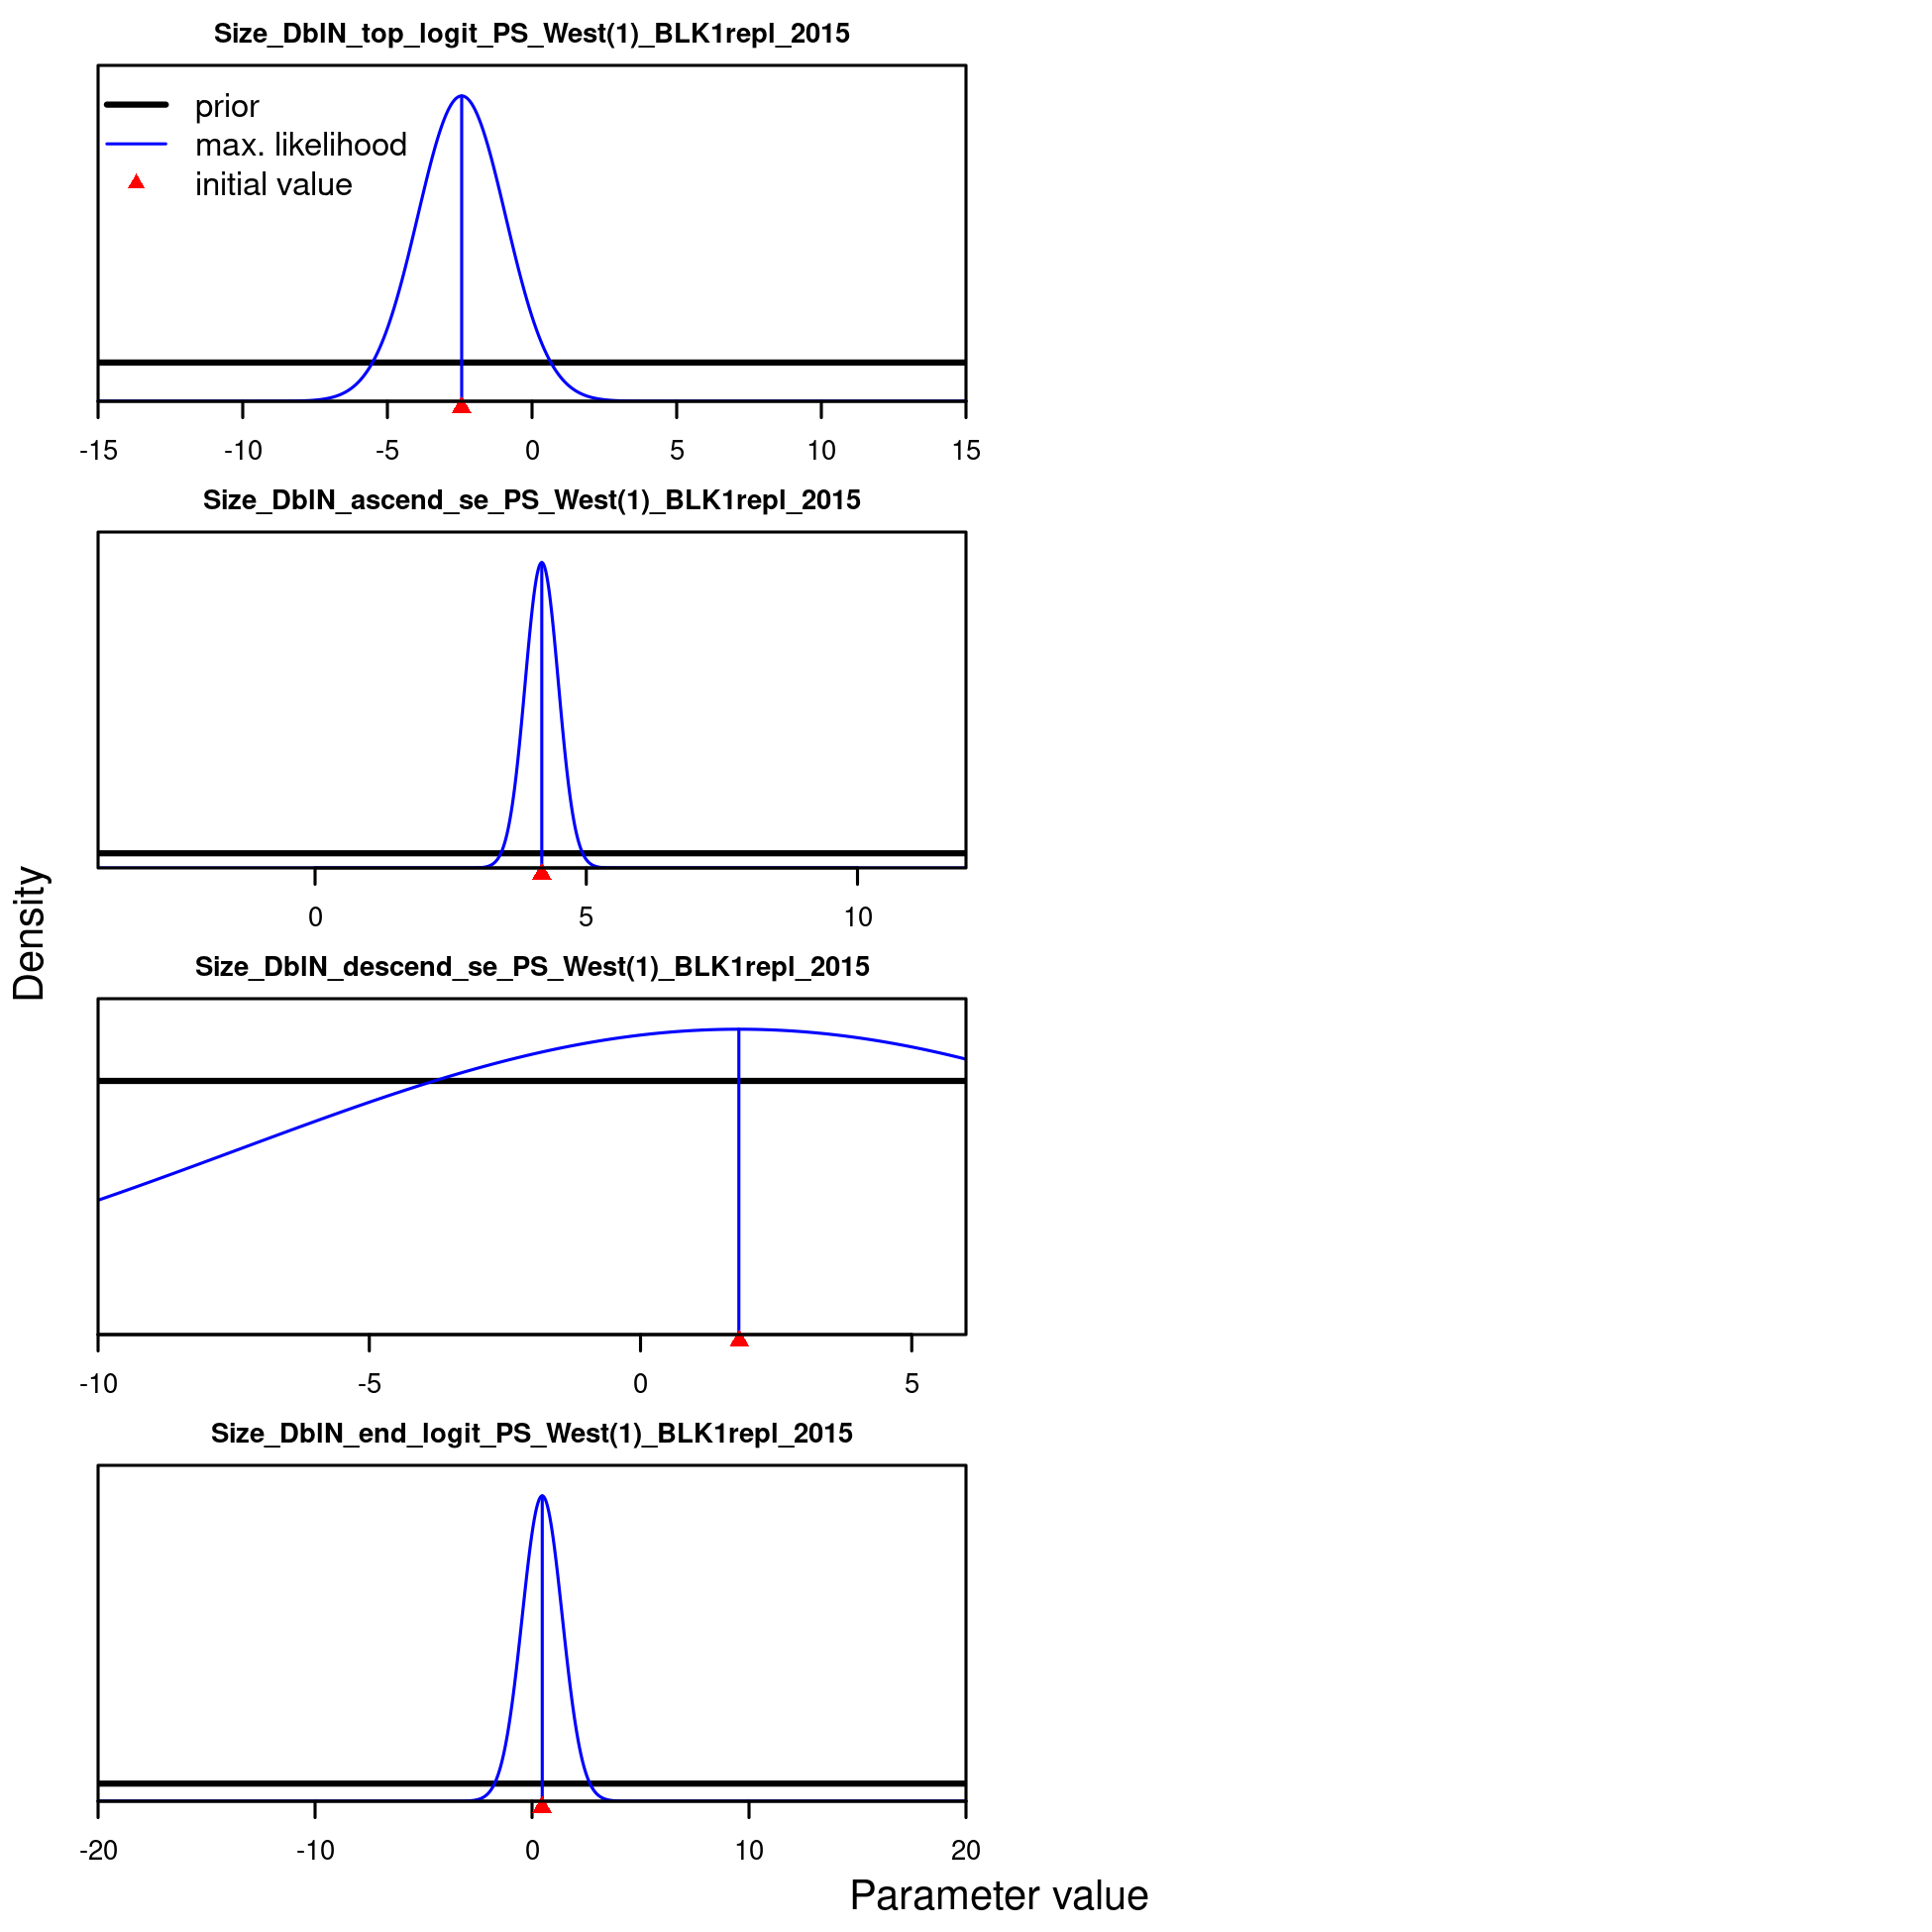 Size_DblN_top_logit_PS_West(1)_BLK1repl_2015
prior
max. likelihood
initial value
-15 -10 -5 0 5 10 15
Size_DblN_ascend_se_PS_West(1)_BLK1repl_2015
0 5 10
Density
Size_DblN_descend_se_PS_West(1)_BLK1repl_2015
-10 -5 0 5
Size_DblN_end_logit_PS_West(1)_BLK1repl_2015
-20 -10 0 10 20
Parameter value